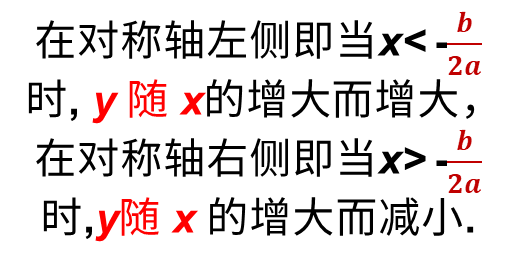 在对称轴左侧即当x< -b/2a
时, y 随 x的增大而增大，
在对称轴右侧即当x> -b/2a
时,y随 x 的增大而减小.